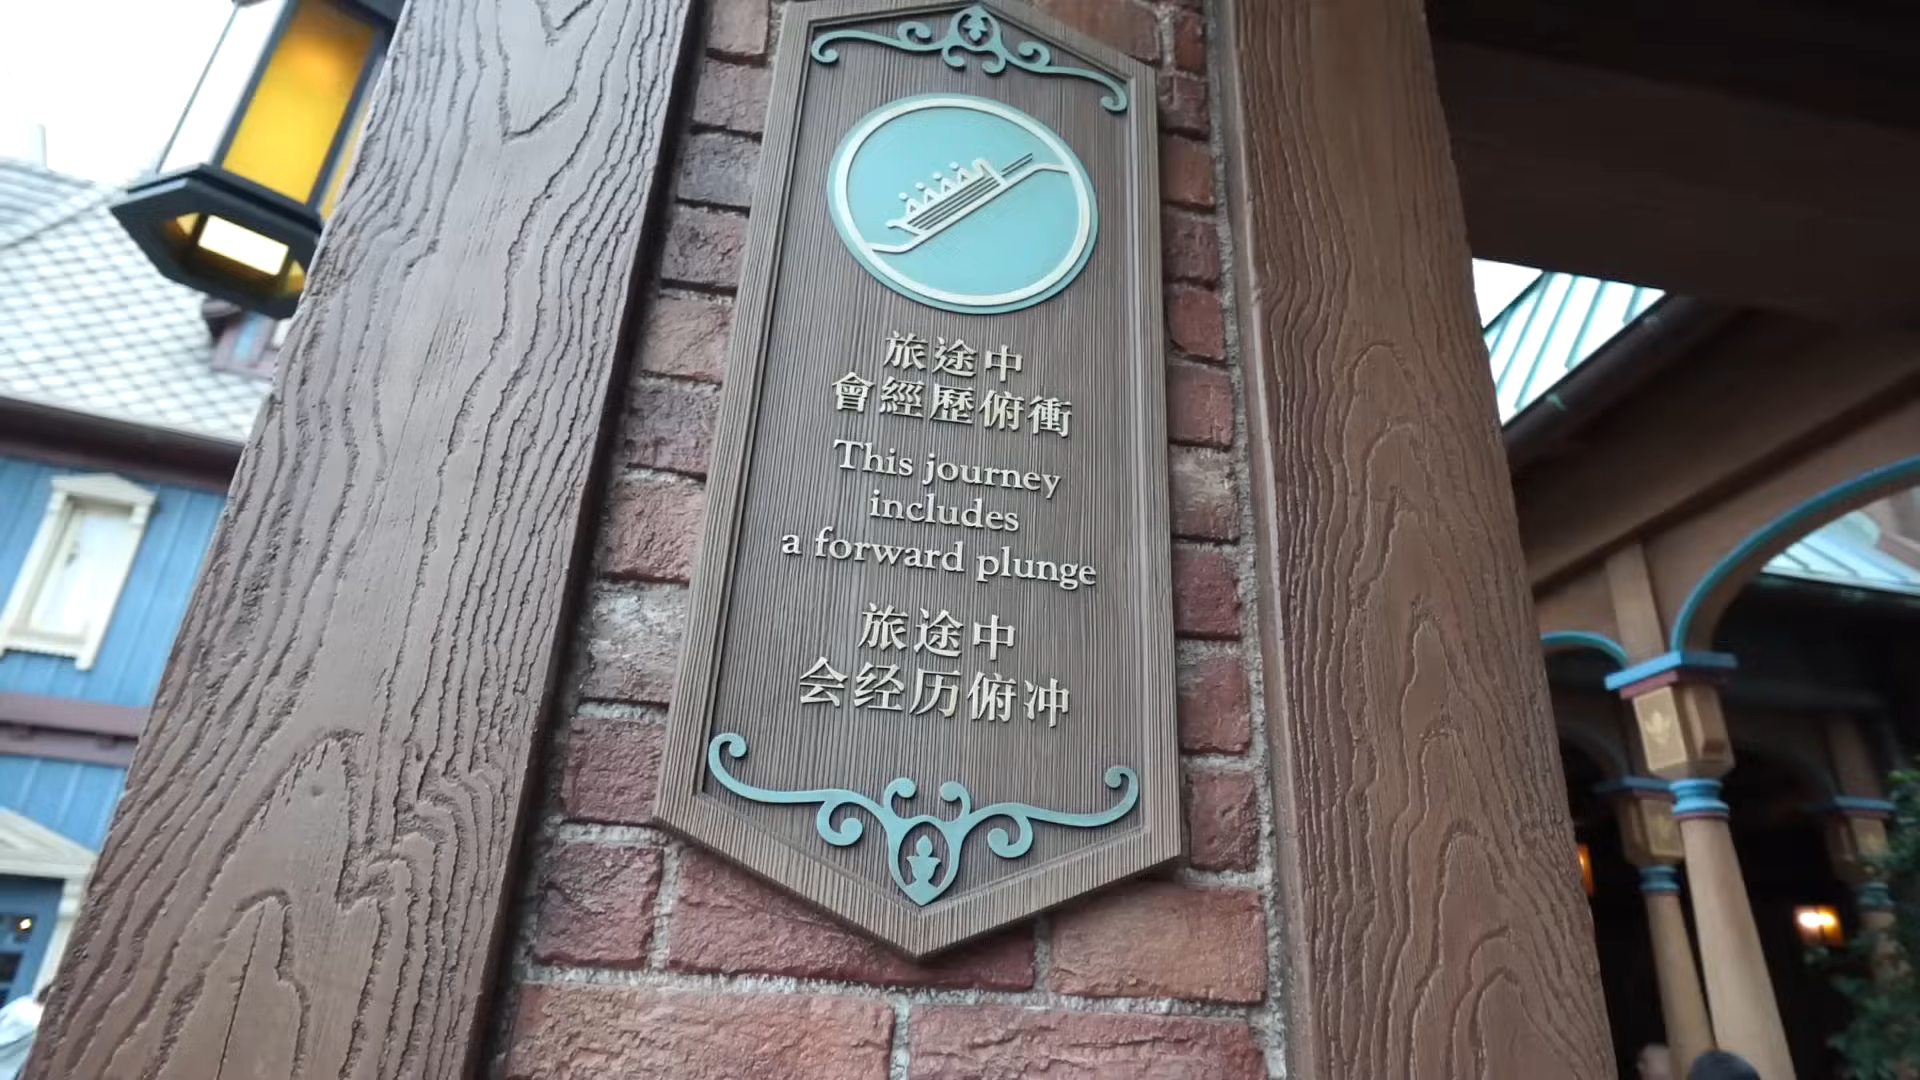 旅途中
會經歷俯衝
This journey
includes
a forward plunge
旅途中
会经历俯冲